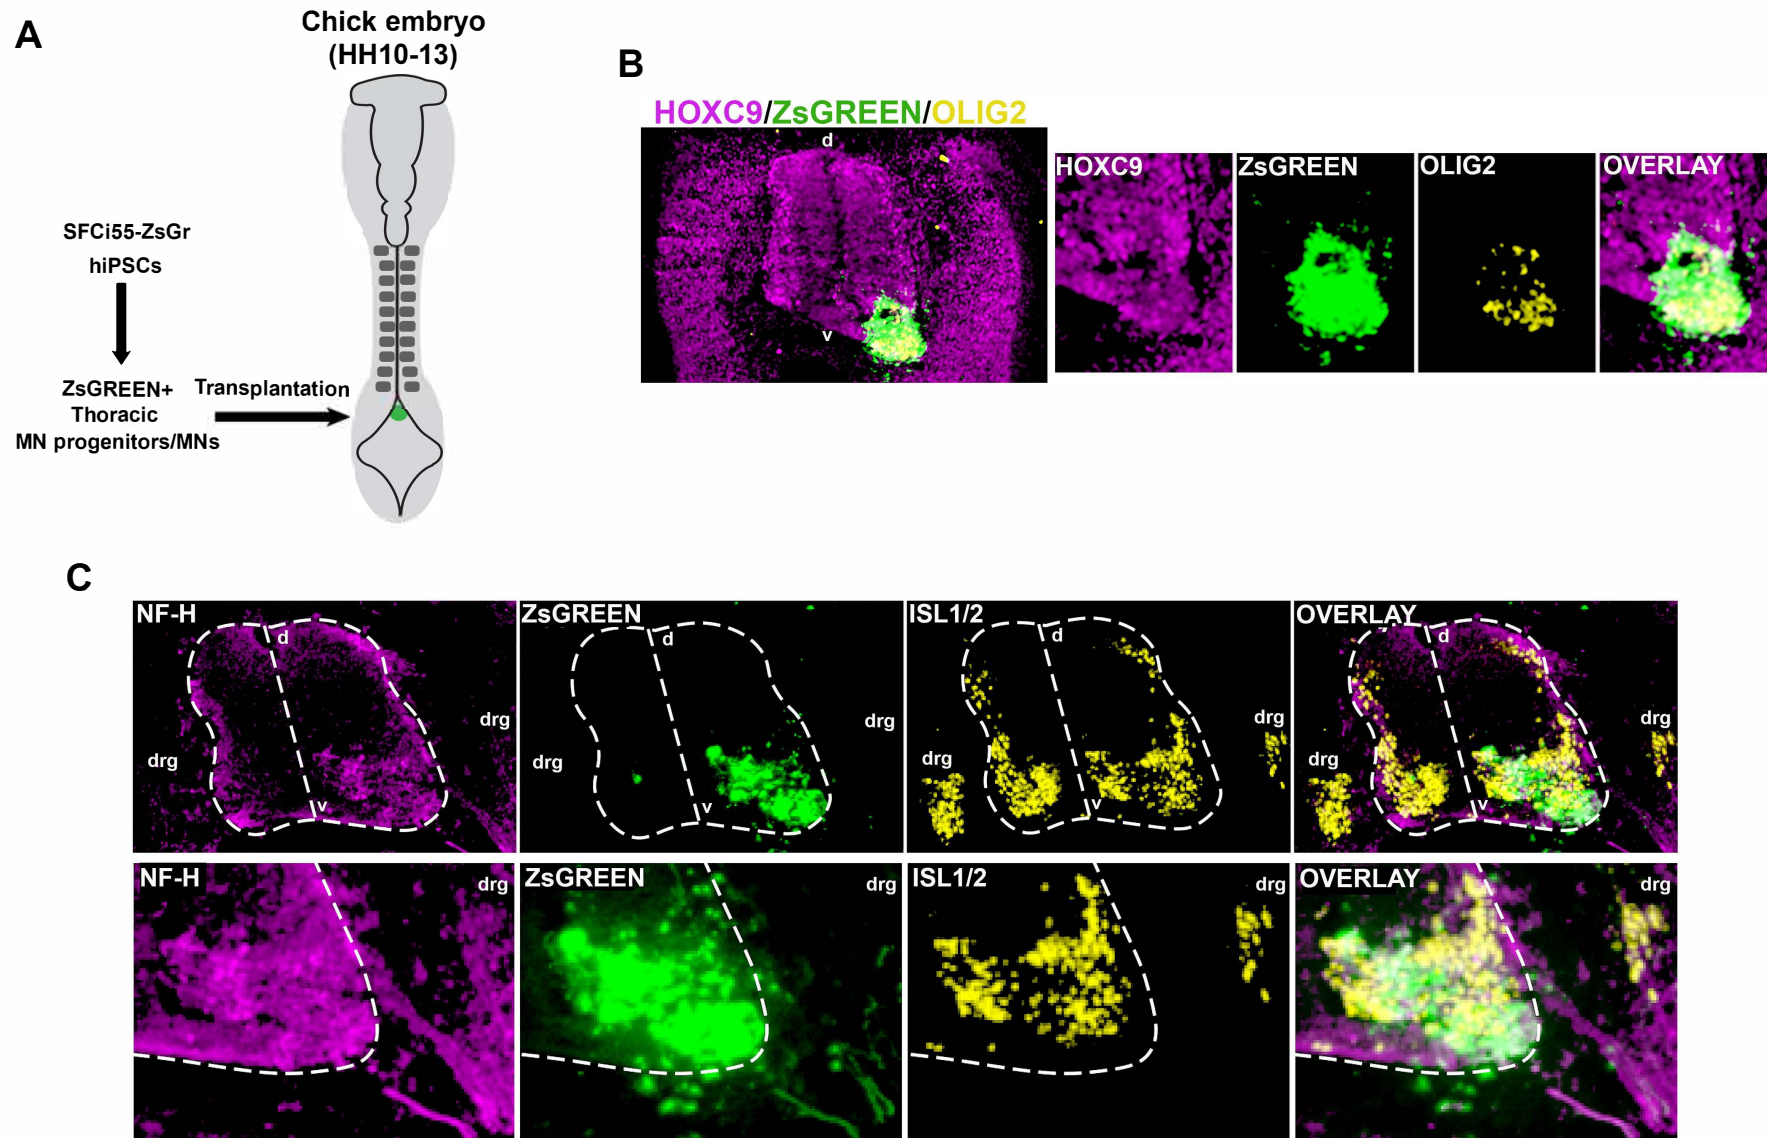 A
Chick embryo
(HH10-13)
SFCi55-ZsGr
hiPSCs
ZsGREEN+
Thoracic
MN progenitors/MNs
Transplantation
B
HOXC9/ZsGREEN/OLIG2
d
v
HOXC9
ZsGREEN
OLIG2
OVERLAY
C
NF-H
d
drg
drg
v
ZsGREEN
d
drg
drg
v
ISL1/2
d
drg
drg
v
OVERLAY
d
drg
drg
v
NF-H
drg
ZsGREEN
drg
ISL1/2
drg
OVERLAY
drg